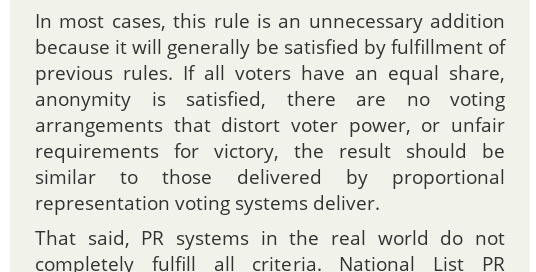 In most cases, this rule is an unnecessary addition
because it will generally be satisfied by fulfillment of
previous rules. If all voters have an equal share,
anonymity is satisfied, there are no voting
arrangements that distort voter power, or unfair
requirements for victory, the result should be
similar to those delivered by proportional
representation voting systems deliver.
That said, PR systems in the real world do not
completely fulfill all criteria. National List PR